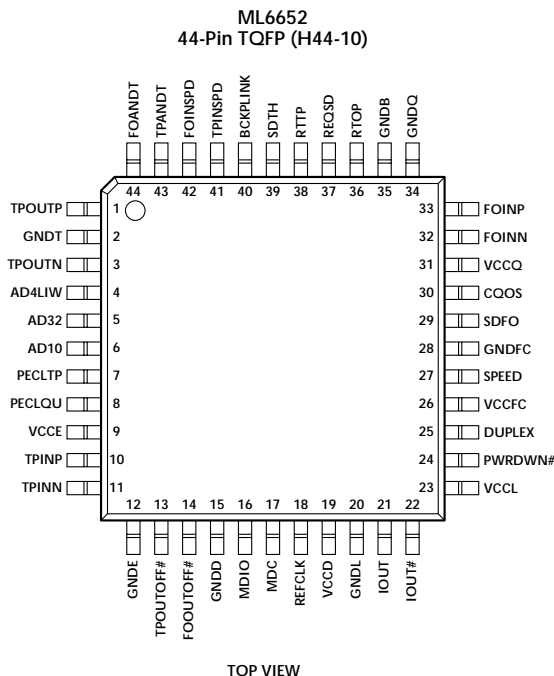 ML6652
44-Pin TQFP (H44-10)
FOANDT
TPANDT
FOINSPD
TPINSPD
BCKPLINK
SDTH
RTTP
REQSD
RTOP
GNDB
GNDQ
44 43 42 41 40 39 38 37 36 35 34
TPOUTP 1 33 FOINP
GNDT 2 32 FOINN
TPOUTN 3 31 VCCQ
AD4LIW 4 30 CQOS
AD32 5 29 SDFO
AD10 6 28 GNDFC
PECLTP 7 27 SPEED
PECLQU 8 26 VCCFC
VCCE 9 25 DUPLEX
TPINP 10 24 PWRDWN#
TPINN 11 23 VCCL
12 13 14 15 16 17 18 19 20 21 22
GNDE
TPOUTOFF#
FOOUTOFF#
GNDD
MDIO
MDC
REFCLK
VCCD
GNDL
IOUT
IOUT#
TOP VIEW